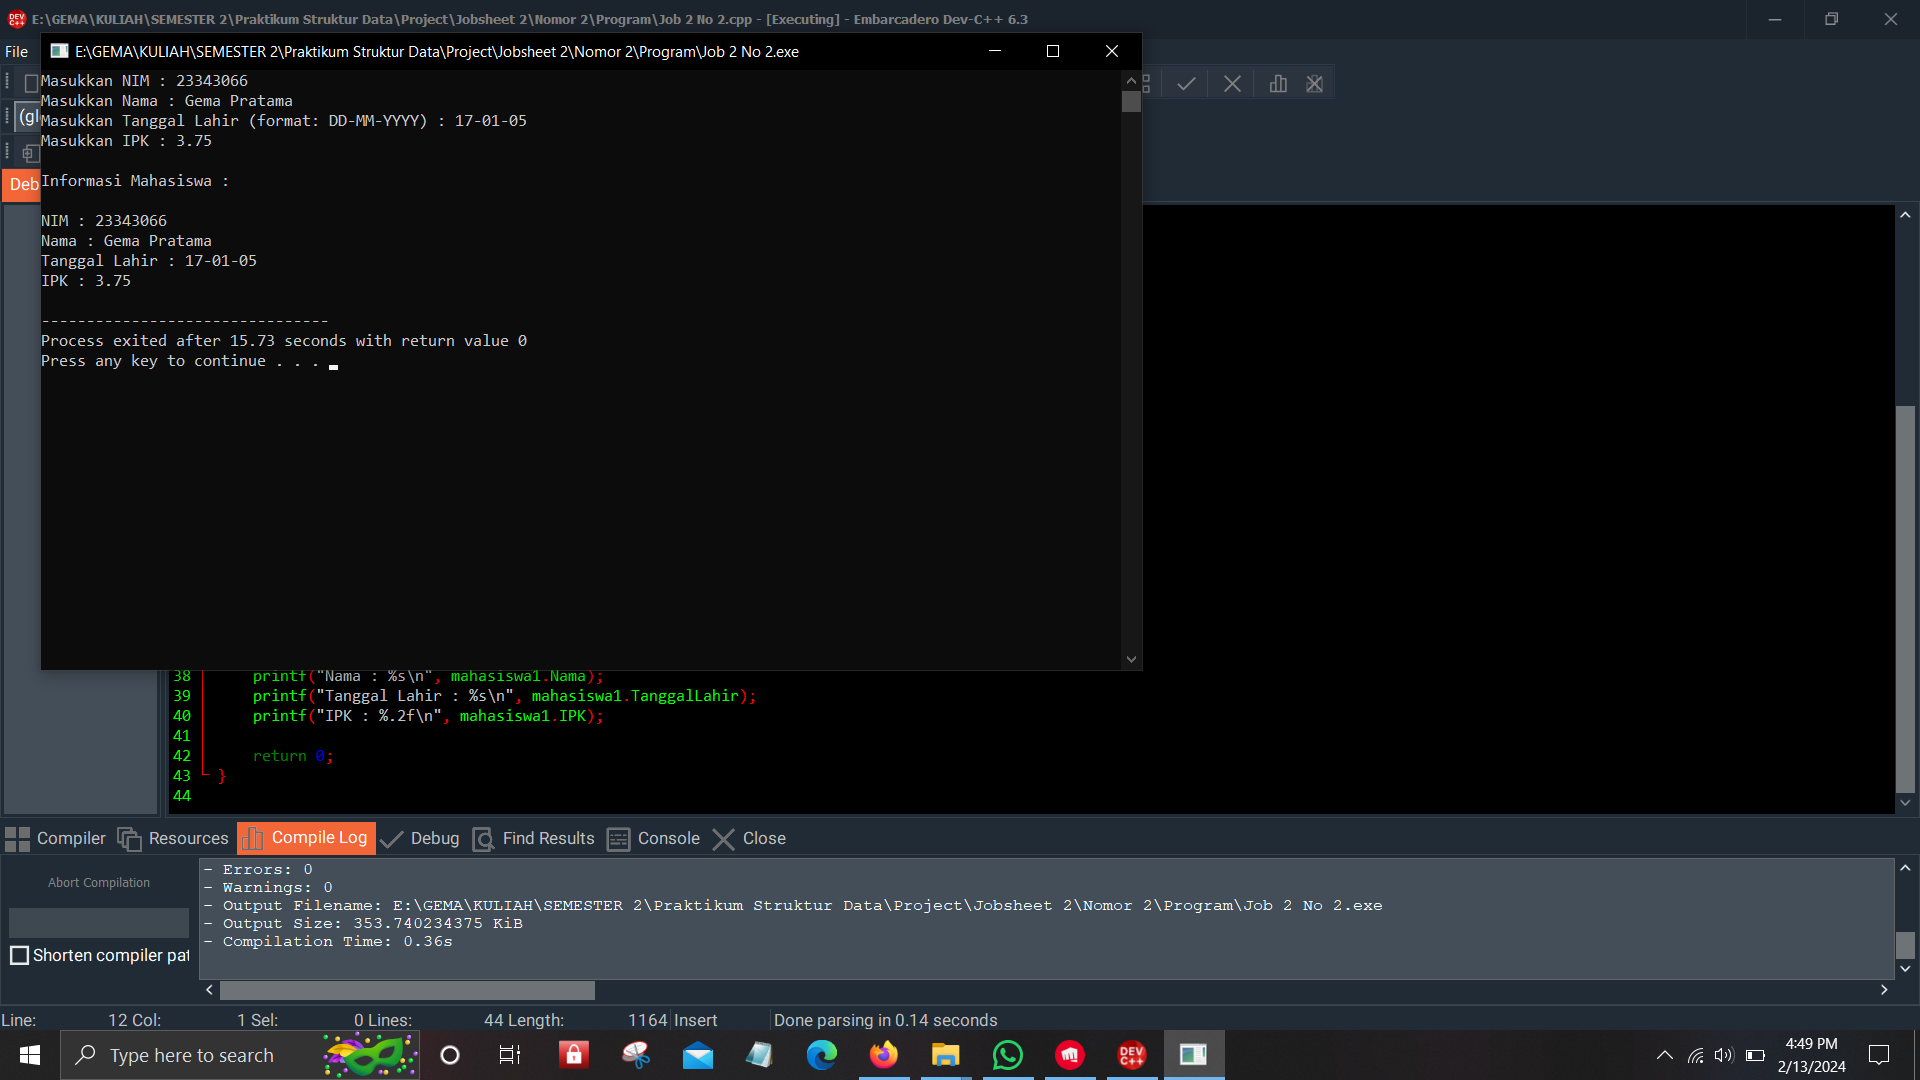 E:\GEMA\KULIAH\SEMESTER 2\Praktikum Struktur Data\Project\Jobsheet 2\Nomor 2\Program\Job 2 No 2.cpp - [Executing] - Embarcadero Dev-C++ 6.3
File
E:\GEMA\KULIAH\SEMESTER 2\Praktikum Struktur Data\Project\Jobsheet 2\Nomor 2\Program\Job 2 No 2.exe
Masukkan NIM : 23343066
Masukkan Nama : Gema Pratama
(gl
Masukkan Tanggal Lahir (format: DD-MM-YYYY) : 17-01-05
Masukkan IPK : 3.75
Deb
Informasi Mahasiswa :
NIM : 23343066
Nama : Gema Pratama
Tanggal Lahir : 17-01-05
IPK : 3.75
--------------------------------
Process exited after 15.73 seconds with return value 0
Press any key to continue . . .
38 printf("Nama : %s\n", mahasiswa1.Nama);
39 printf("Tanggal Lahir : %s\n", mahasiswa1.TanggalLahir);
40 printf("IPK : %.2f\n", mahasiswa1.IPK);
41
42 return 0;
43 }
44
Compiler Resources Compile Log Debug Find Results Console Close
Abort Compilation
Shorten compiler pat
- Errors: 0
- Warnings: 0
- Output Filename: E:\GEMA\KULIAH\SEMESTER 2\Praktikum Struktur Data\Project\Jobsheet 2\Nomor 2\Program\Job 2 No 2.exe
- Output Size: 353.740234375 KiB
- Compilation Time: 0.36s
Line: 12 Col: 1 Sel: 0 Lines: 44 Length: 1164 Insert Done parsing in 0.14 seconds
Type here to search
DEV C++
4:49 PM
2/13/2024